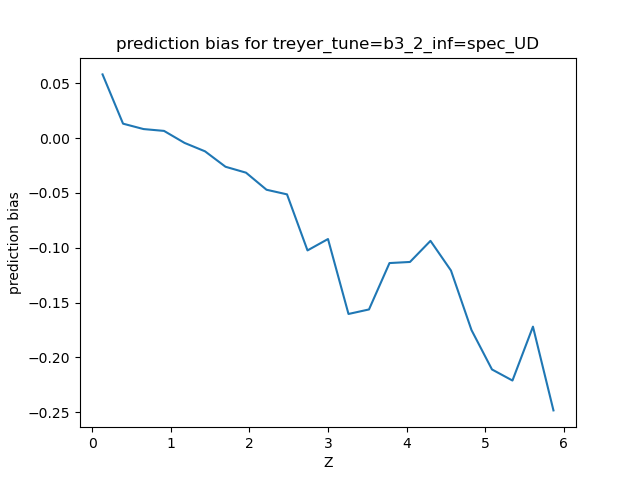 prediction bias for treyer_tune=b3_2_inf=spec_UD
0.05
0.00
−0.05
−0.10
−0.15
−0.20
−0.25
prediction bias
0 1 2 3 4 5 6
Z